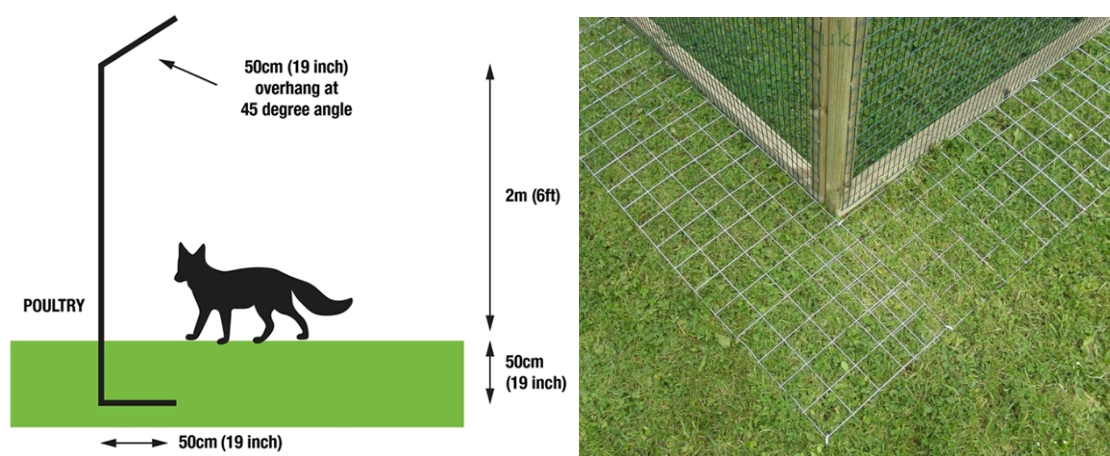 50cm (19 inch)
overhang at
45 degree angle
2m (6ft)
POULTRY
50cm
(19 inch)
50cm (19 inch)